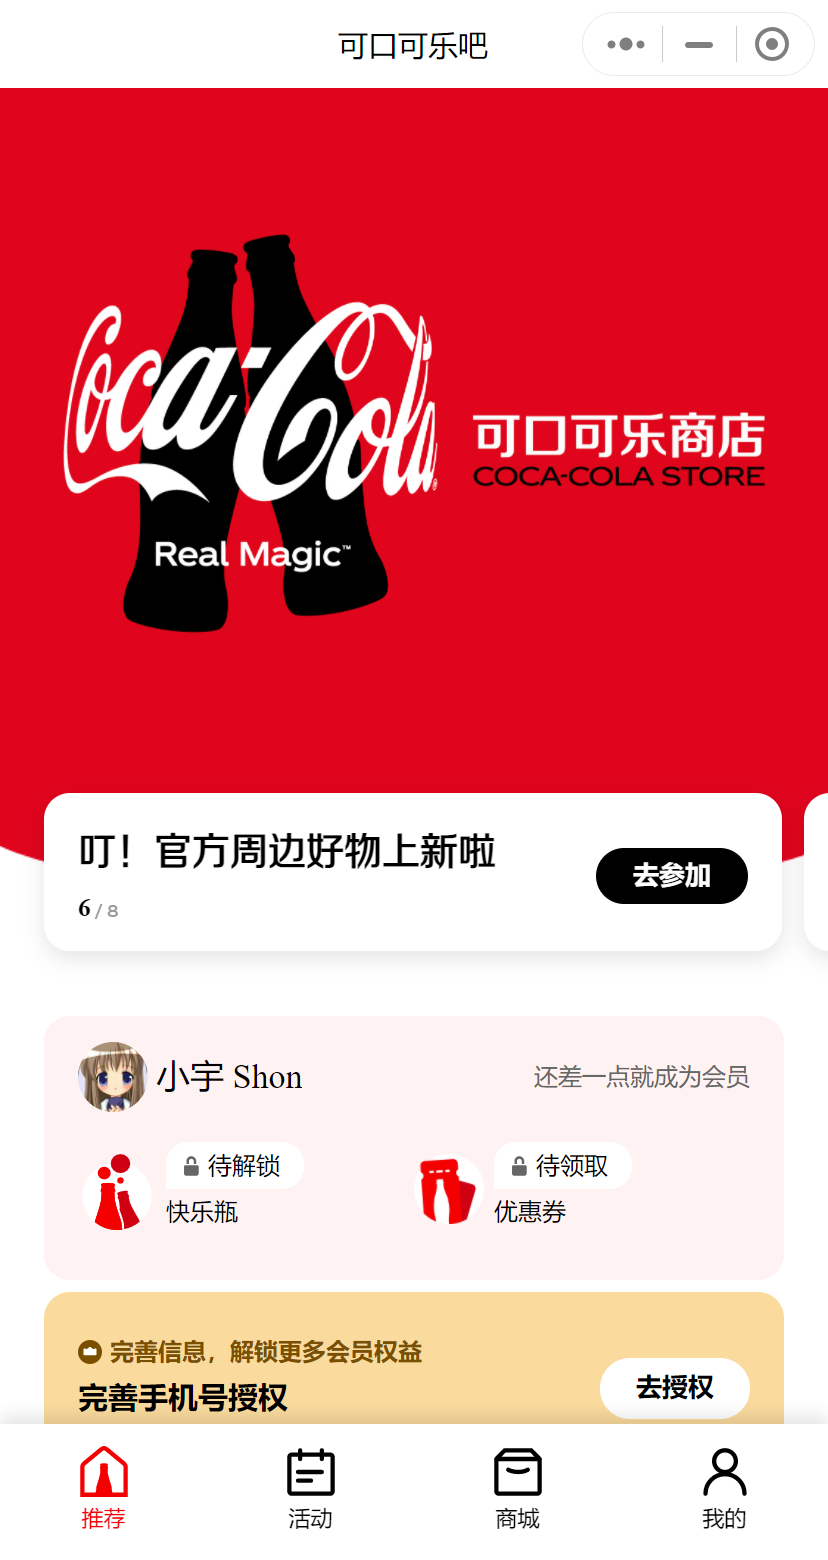 可口可乐吧
Coca-Cola
®
Real Magic™
可口可乐商店
COCA-COLA STORE
叮！官方周边好物上新啦
去参加
6 / 8
小宇 Shon
还差一点就成为会员
待解锁
快乐瓶
待领取
优惠券
完善信息，解锁更多会员权益
完善手机号授权
去授权
推荐
活动
商城
我的